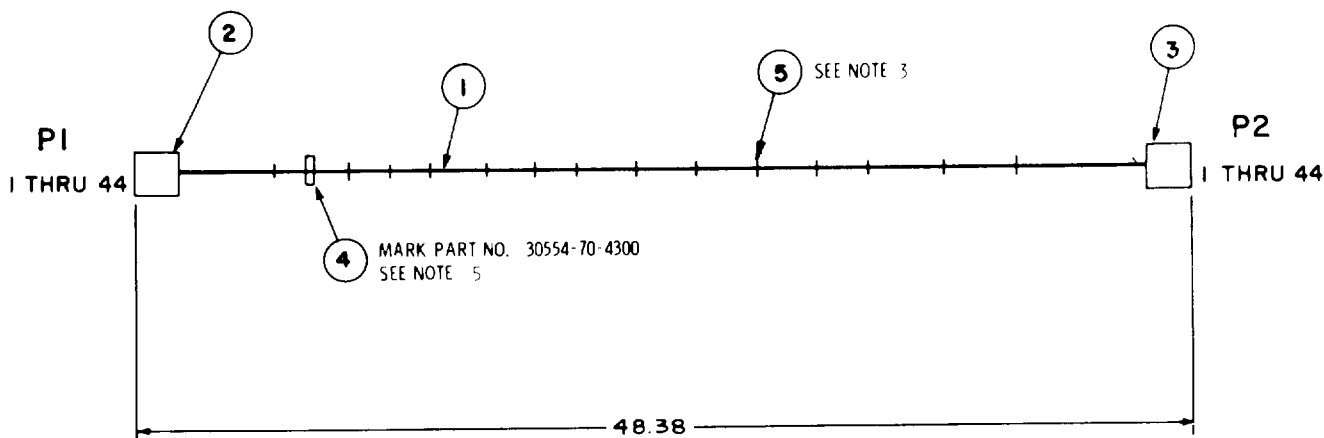 2
3
1
5 SEE NOTE 3
P1
P2
1 THRU 44
1 THRU 44
4 MARK PART NO. 30554-70-4300
SEE NOTE 5
48.38